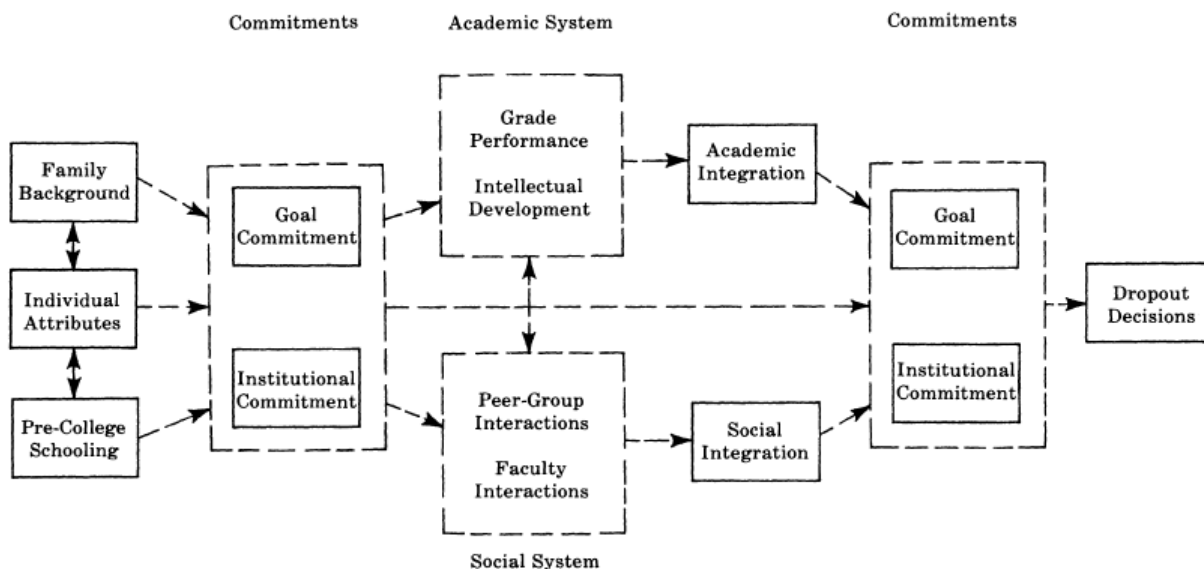 Commitments
Academic System
Commitments
Family
Background
Individual
Attributes
Pre-College
Schooling
Goal
Commitment
Institutional
Commitment
Grade
Performance
Intellectual
Development
Peer-Group
Interactions
Faculty
Interactions
Social System
Academic
Integration
Social
Integration
Goal
Commitment
Institutional
Commitment
Dropout
Decisions